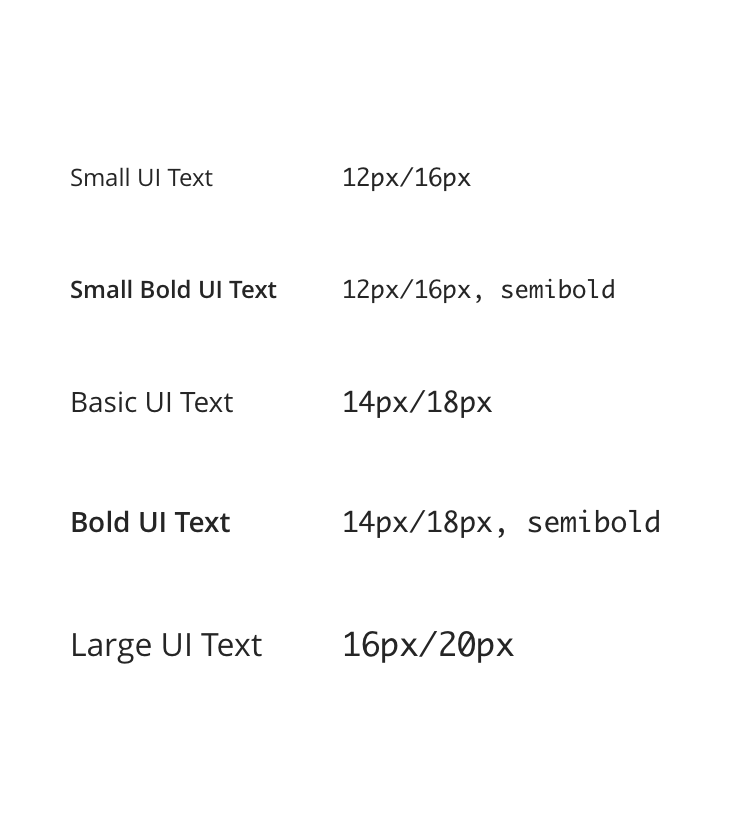 Small UI Text 12px/16px
Small Bold UI Text 12px/16px, semibold
Basic UI Text 14px/18px
Bold UI Text 14px/18px, semibold
Large UI Text 16px/20px